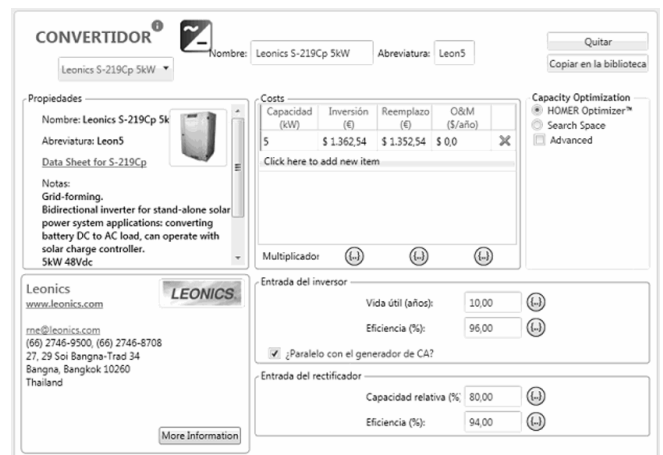 CONVERTIDOR
Nombre: Leonics S-219Cp 5kW Abreviatura: Leon5
Quitar
Copiar en la biblioteca
Leonics S-219Cp 5kW
Propiedades
Nombre: Leonics S-219Cp 5k
Abreviatura: Leon5
Data Sheet for S-219Cp
Notas:
Grid-forming.
Bidirectional inverter for stand-alone solar
power system applications: converting
battery DC to AC load, can operate with
solar charge controller.
5kW 48Vdc
Costs
Capacidad Inversión Reemplazo O&M
(kW) (€) (€) ($/año)
5 $ 1.362,54 $ 1.352,54 $ 0,0
Click here to add new item
Multiplicador (..) (..) (..)
Capacity Optimization
HOMER Optimizer™
Search Space
Advanced
Leonics
LEONICS.
www.leonics.com
rne@leonics.com
(66) 2746-9500, (66) 2746-8708
27, 29 Soi Bangna-Trad 34
Bangna, Bangkok 10260
Thailand
More Information
Entrada del inversor
Vida útil (años): 10,00 (..)
Eficiencia (%): 96,00 (..)
¿Paralelo con el generador de CA?
Entrada del rectificador
Capacidad relativa (% 80,00 (..)
Eficiencia (%): 94,00 (..)